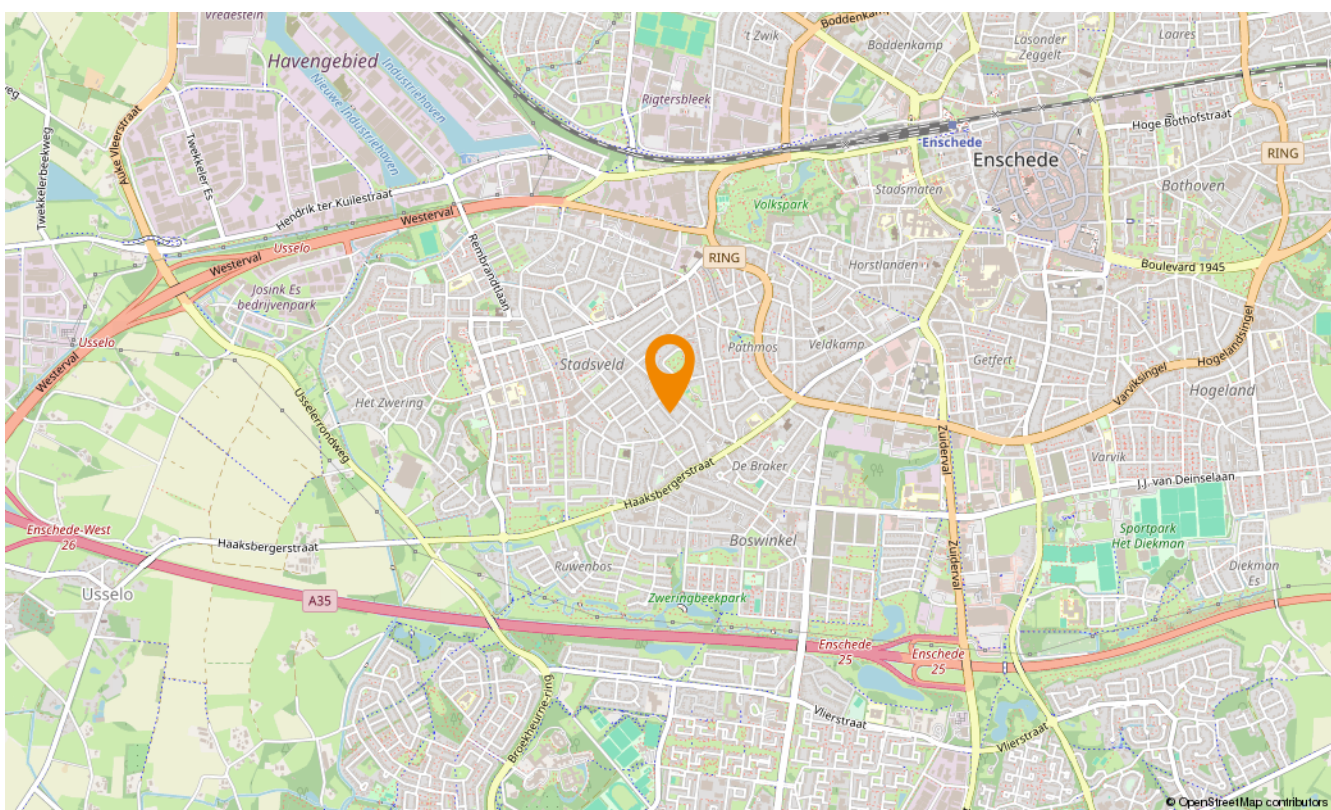 Vredestein
Havengebied
Industriehaven
Nieuwe Industriehaven
Auke Vleerstraat
Twekkelerbeekweg
Twekkeler Es
Hendrik ter Kuilestraat
't Zwik
Rigtersbleek
Boddenkamp
Boddenkamp
Lasonder
Zeggelt
Laares
Hoge Bothofstraat
Enschede
Enschede
RING
Bothoven
Stadsmaten
Volkspark
Westerval
Usselo
Westerval
Rembrandtlaan
RING
Horstlanden
Boulevard 1945
Josink Es
bedrijvenpark
Usselo
Westerval
Stadsveld
Pathmos
Veldkamp
Getfert
Hogelandsingel
Varviksingel
Hogeland
Het Zwering
Usselerrondweg
De Braker
Zuiderval
Varvik
J.J. van Deinselaan
Haaksbergerstraat
Enschede-West
26
Haaksbergerstraat
Boswinkel
Zuiderval
Sportpark
Het Diekman
Diekman
Es
Ruwenbos
Usselo
A35
Zweringbeekpark
Enschede
25
Enschede
25
Broekheurne-ring
Vlierstraat
Vlierstraat
© OpenStreetMap contributors